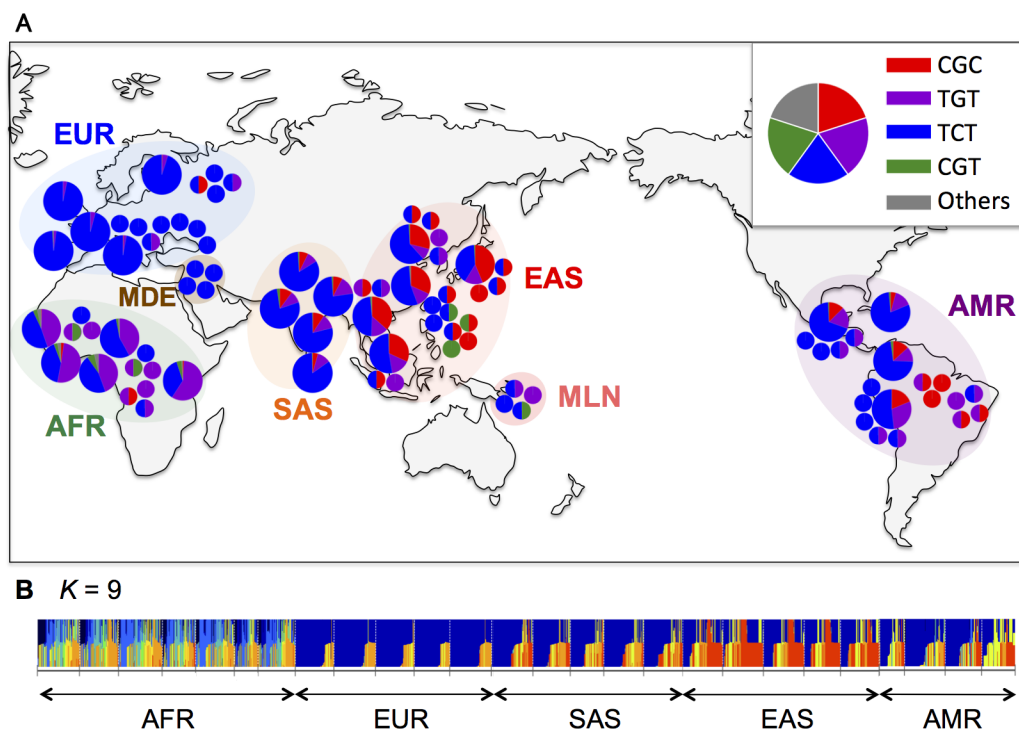 A
CGC
TGT
TCT
CGT
Others
EUR
MDE
EAS
AMR
SAS
MLN
AFR
B K = 9
AFR EUR SAS EAS AMR